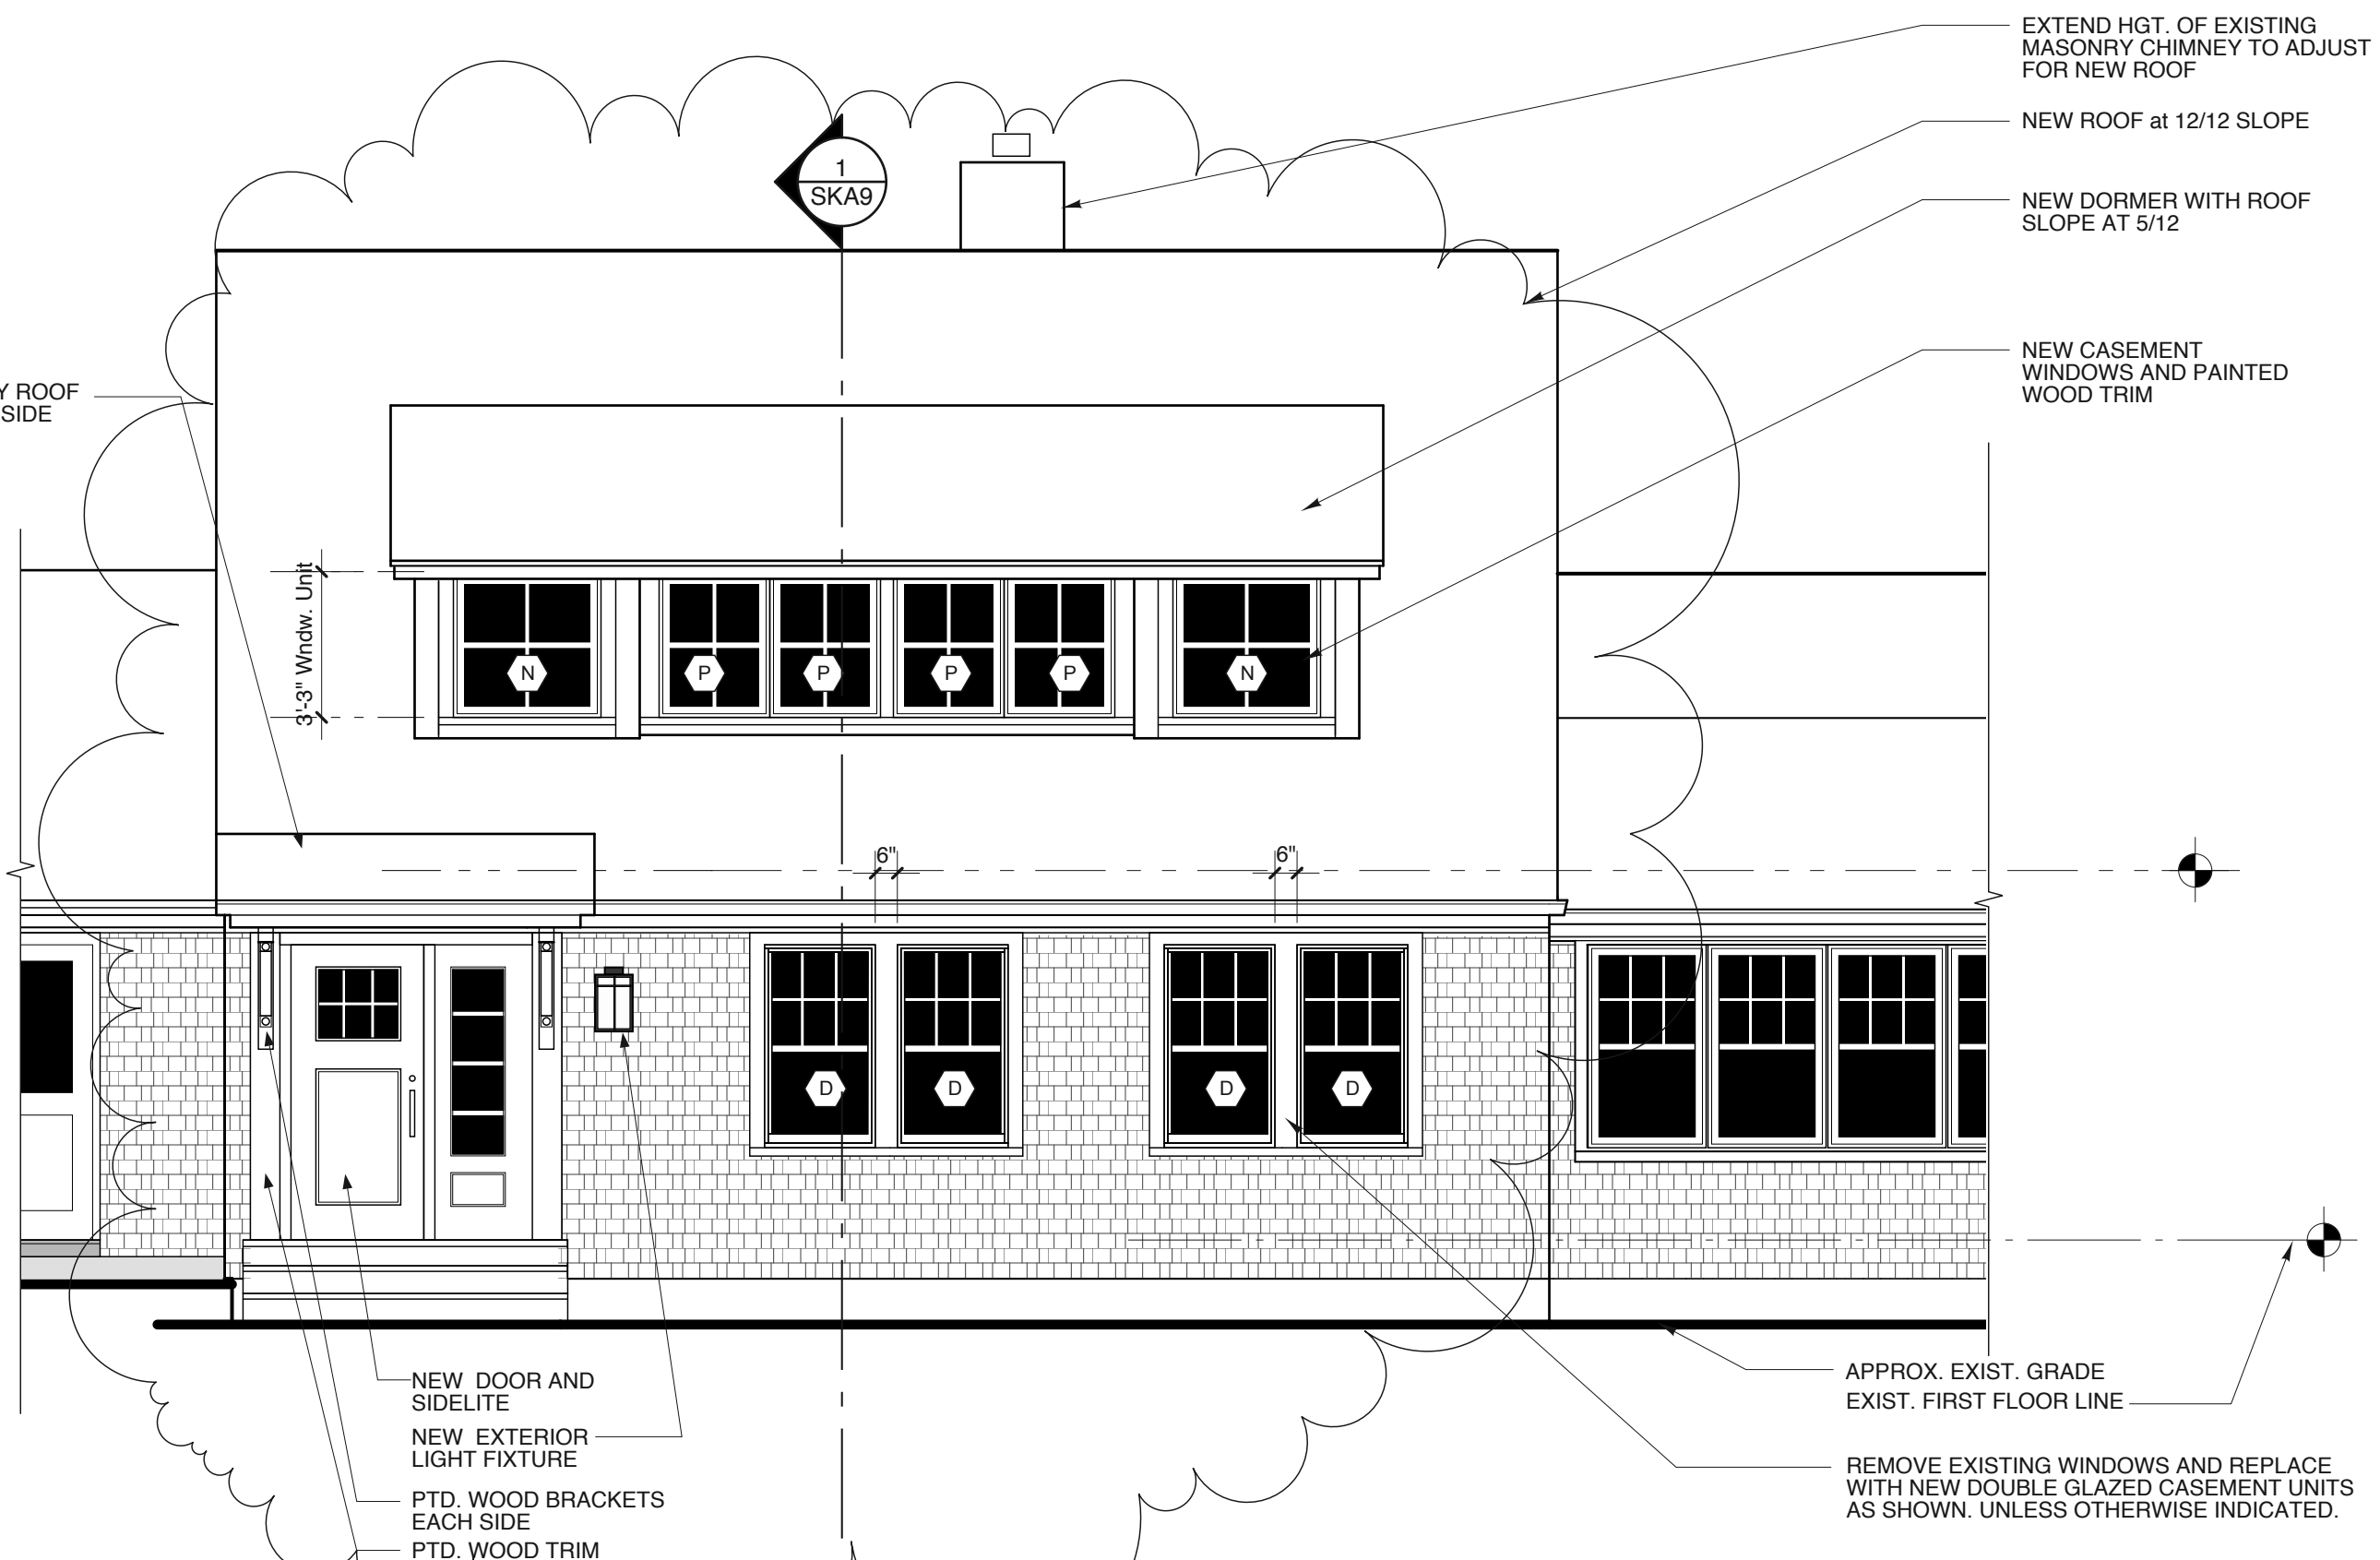 EXTEND HGT. OF EXISTING
MASONRY CHIMNEY TO ADJUST
FOR NEW ROOF
NEW ROOF at 12/12 SLOPE
1
SKA9
NEW DORMER WITH ROOF
SLOPE AT 5/12
NEW CASEMENT
WINDOWS AND PAINTED
WOOD TRIM
Y ROOF
SIDE
3'-3" Wndw. Unit
N P P P P N
6" 6"
D D D D
NEW DOOR AND
SIDELITE
NEW EXTERIOR
LIGHT FIXTURE
PTD. WOOD BRACKETS
EACH SIDE
PTD. WOOD TRIM
APPROX. EXIST. GRADE
EXIST. FIRST FLOOR LINE
REMOVE EXISTING WINDOWS AND REPLACE
WITH NEW DOUBLE GLAZED CASEMENT UNITS
AS SHOWN. UNLESS OTHERWISE INDICATED.